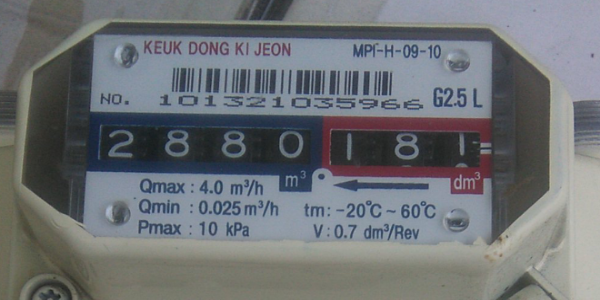 KEUK DONG KI JEON MPI-H-09-10
NO. 101321035966 G2.5 L
2880 181
m³ dm³
Qmax : 4.0 m³/h
Qmin : 0.025 m³/h tm: -20℃ ~ 60℃
Pmax : 10 kPa V : 0.7 dm³/Rev